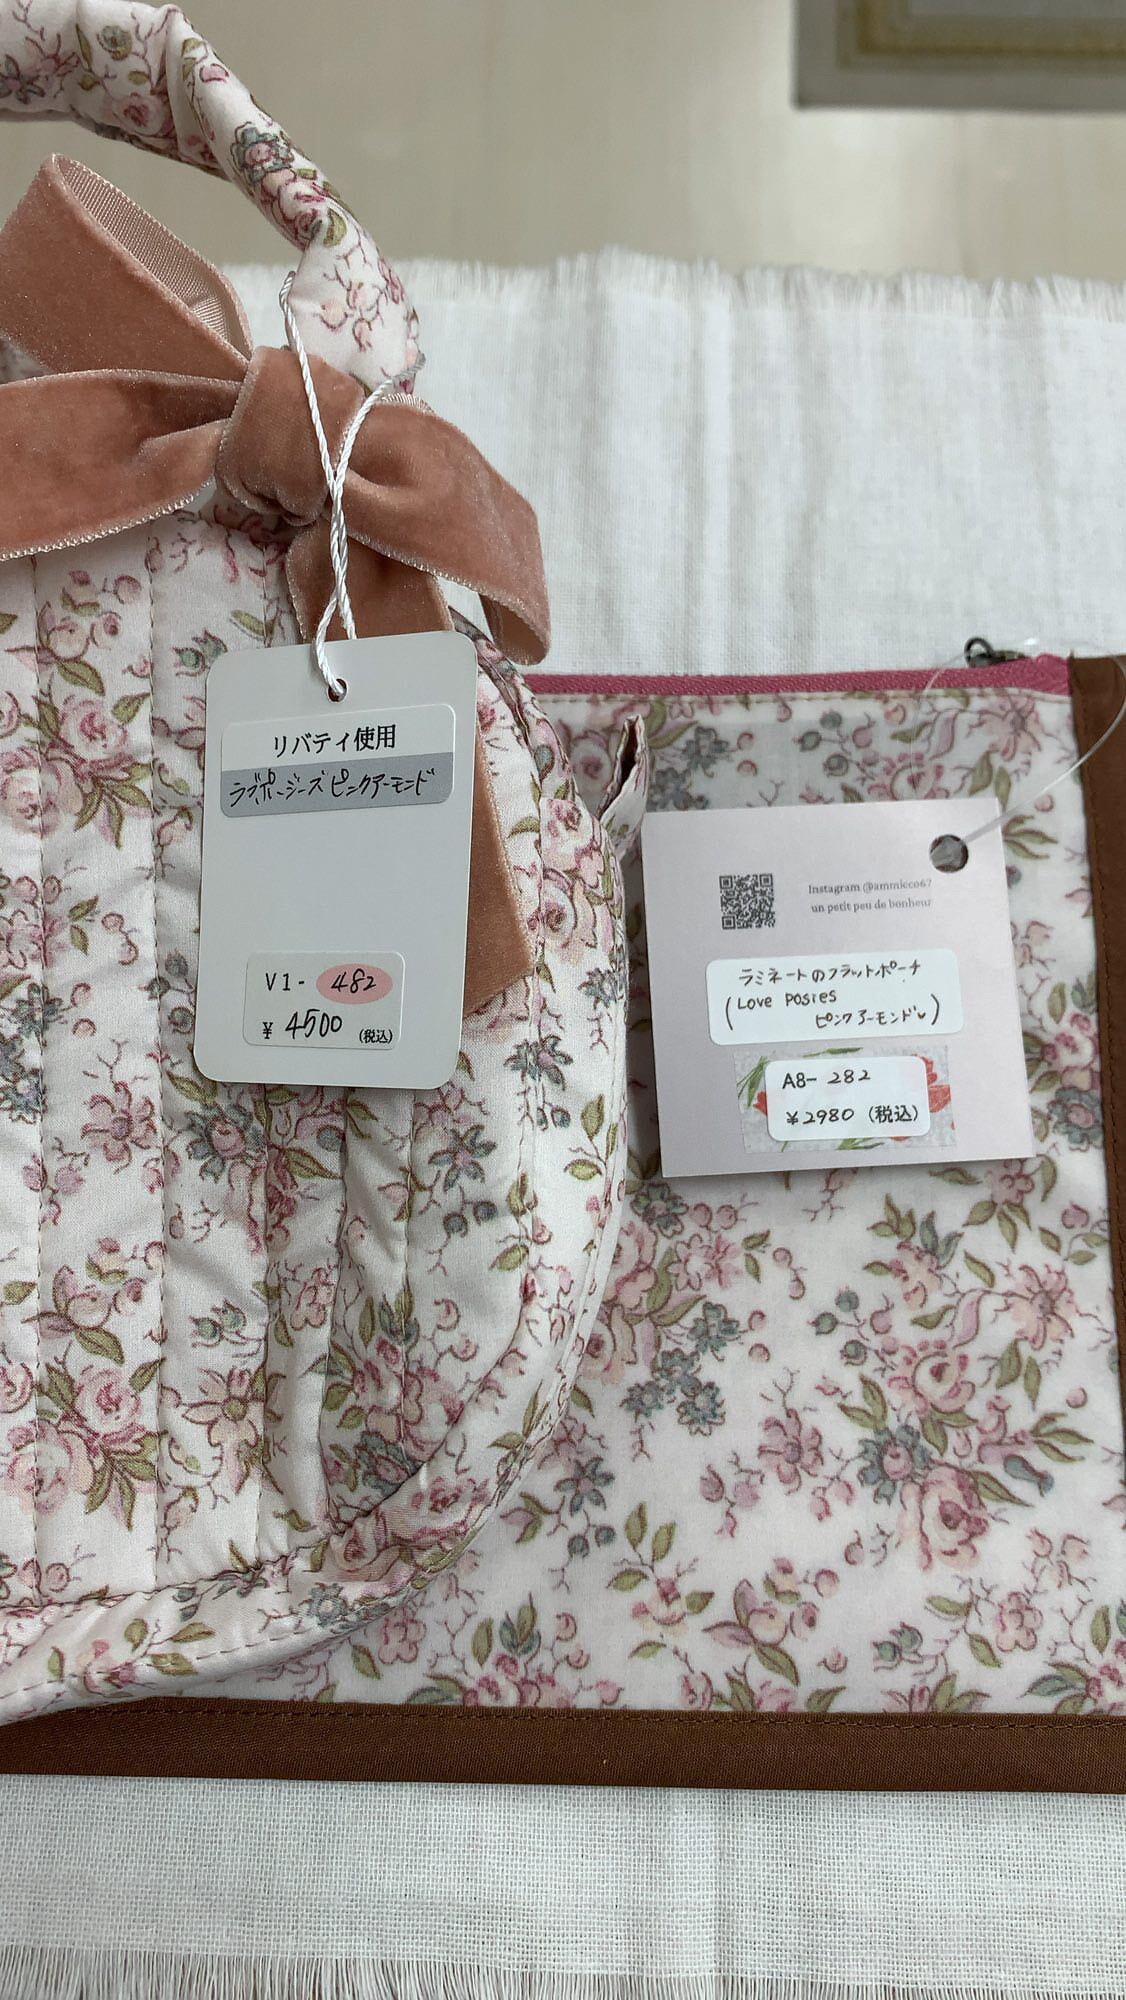 リバティ使用
ラブポージーズピンクアーモンド
V1- 482
¥ 4500 (税込)
Instagram @ammicco67
un petit peu de bonheur
ラミネートのフラットポーチ
(Love Posies
ピンクアーモンド♥)
A8- 282
¥2980 (税込)